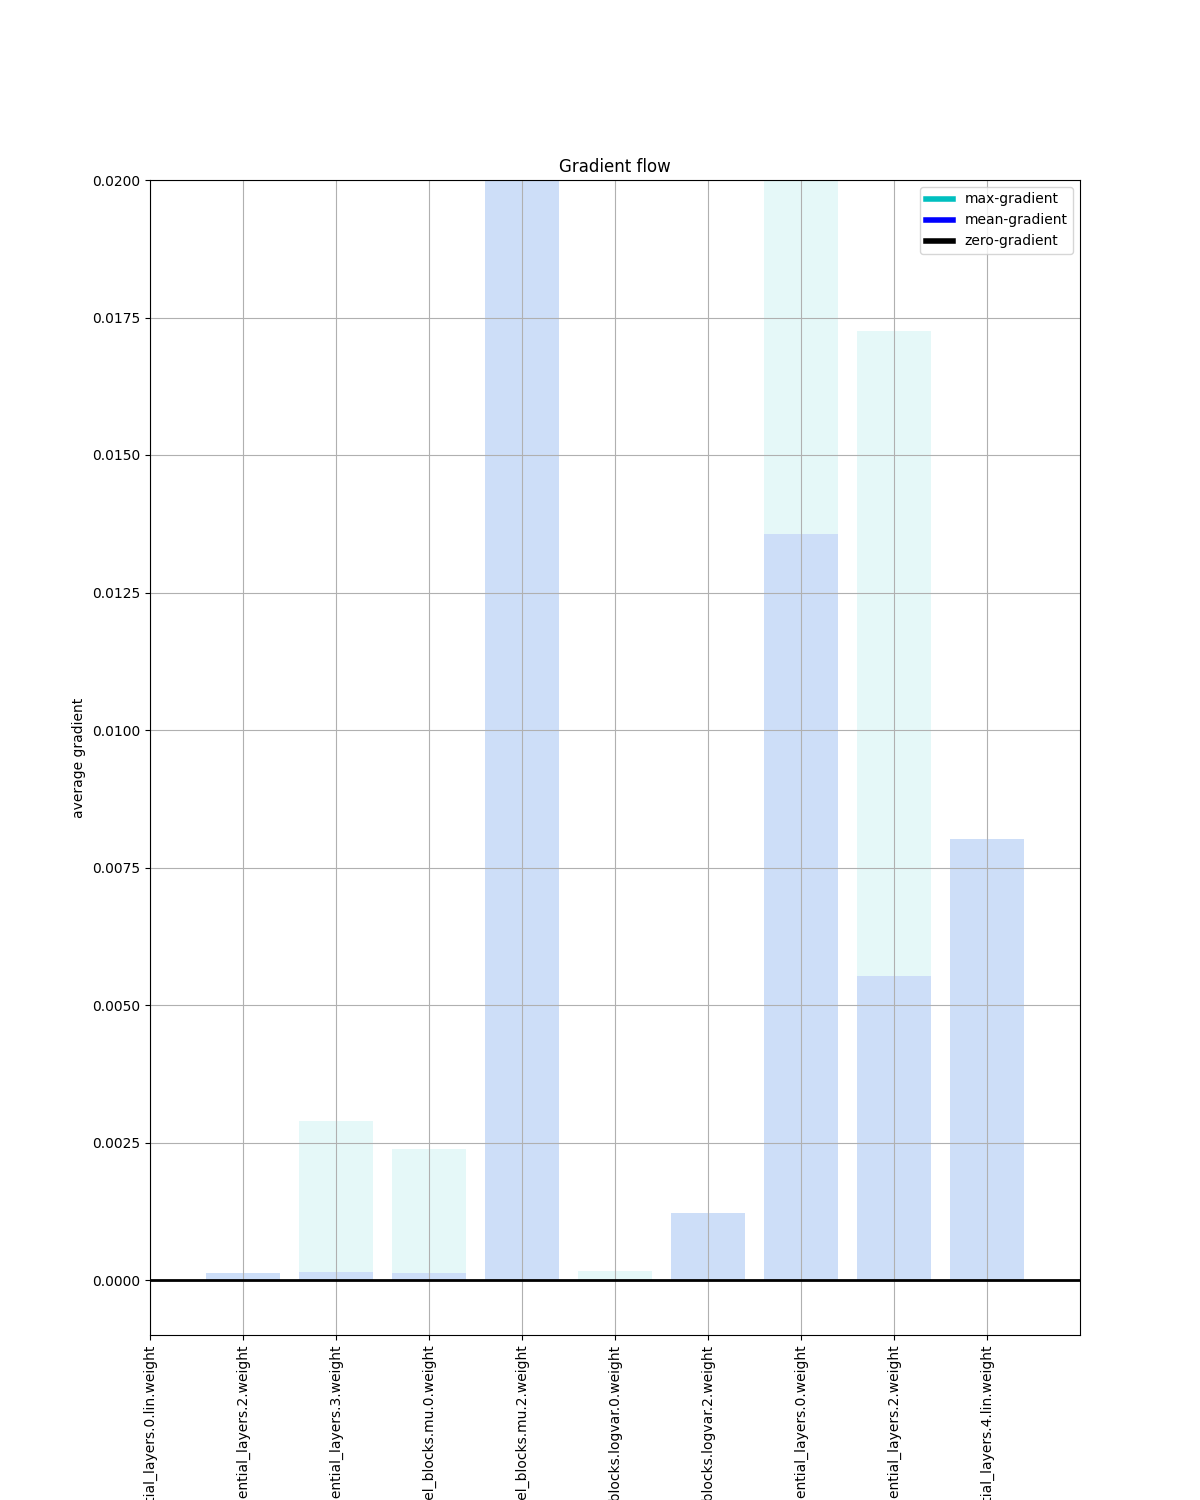 Gradient flow
max-gradient
mean-gradient
zero-gradient
average gradient
0.0200
0.0175
0.0150
0.0125
0.0100
0.0075
0.0050
0.0025
0.0000
tial_layers.0.lin.weight
ential_layers.2.weight
ential_layers.3.weight
el_blocks.mu.0.weight
el_blocks.mu.2.weight
blocks.logvar.0.weight
blocks.logvar.2.weight
ential_layers.0.weight
ential_layers.2.weight
tial_layers.4.lin.weight